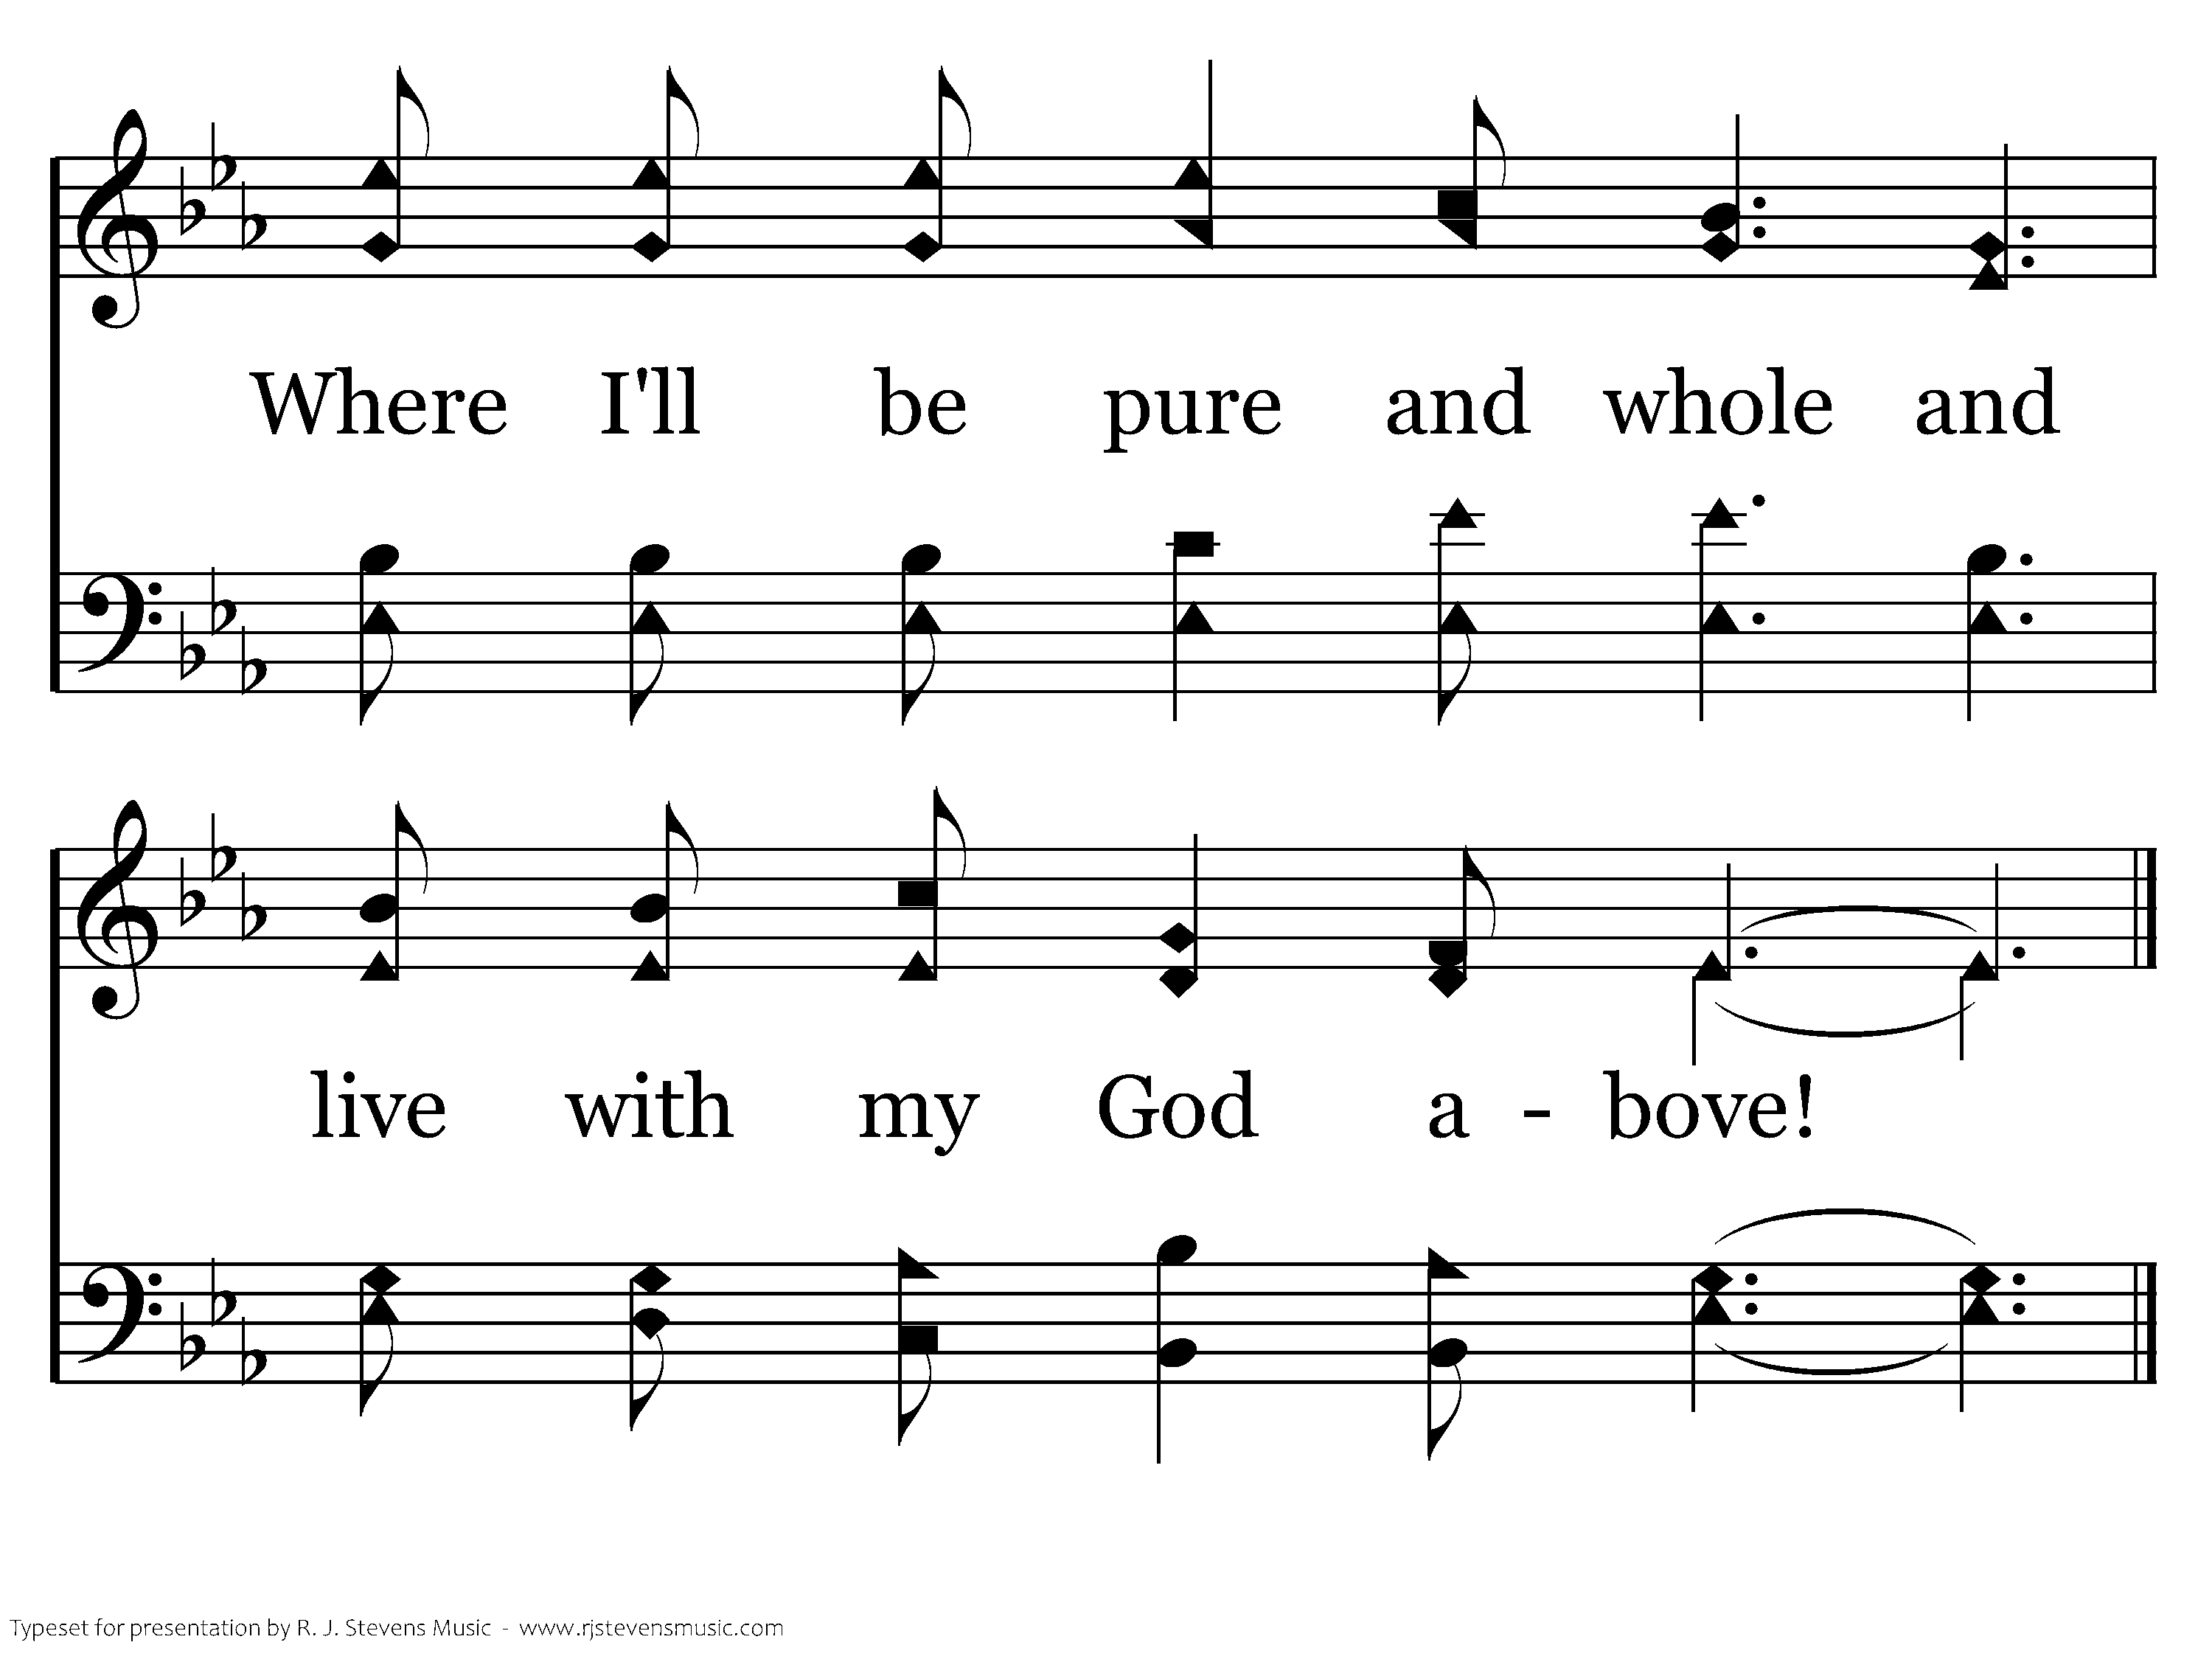 Where I'll be pure and whole and
live with my God a - bove!
Typeset for presentation by R. J. Stevens Music - www.rjstevensmusic.com